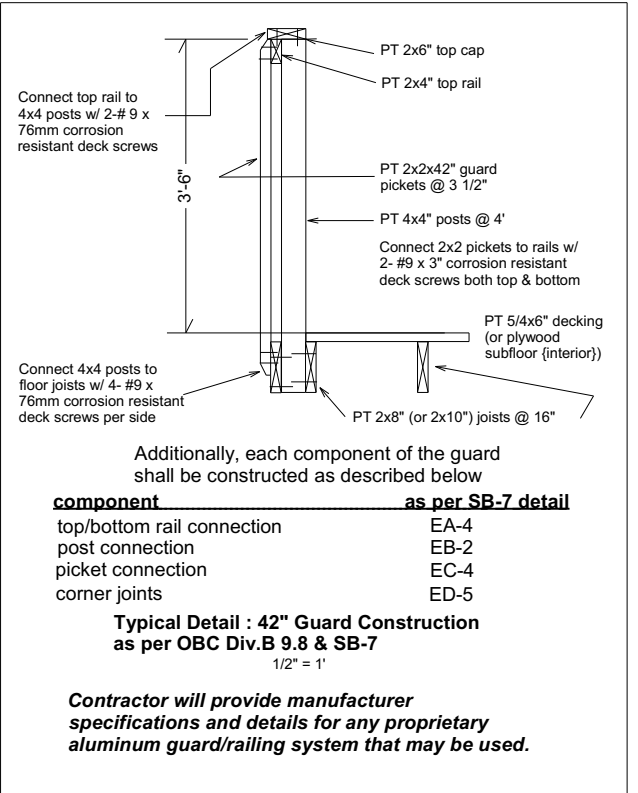 PT 2x6" top cap
PT 2x4" top rail
Connect top rail to
4x4 posts w/ 2-# 9 x
76mm corrosion
resistant deck screws
3'-6"
PT 2x2x42" guard
pickets @ 3 1/2"
PT 4x4" posts @ 4'
Connect 2x2 pickets to rails w/
2- #9 x 3" corrosion resistant
deck screws both top & bottom
PT 5/4x6" decking
(or plywood
subfloor {interior})
Connect 4x4 posts to
floor joists w/ 4- #9 x
76mm corrosion resistant
deck screws per side
PT 2x8" (or 2x10") joists @ 16"
Additionally, each component of the guard
shall be constructed as described below
component as per SB-7 detail
top/bottom rail connection EA-4
post connection EB-2
picket connection EC-4
corner joints ED-5
Typical Detail : 42" Guard Construction
as per OBC Div.B 9.8 & SB-7
1/2" = 1'
Contractor will provide manufacturer
specifications and details for any proprietary
aluminum guard/railing system that may be used.